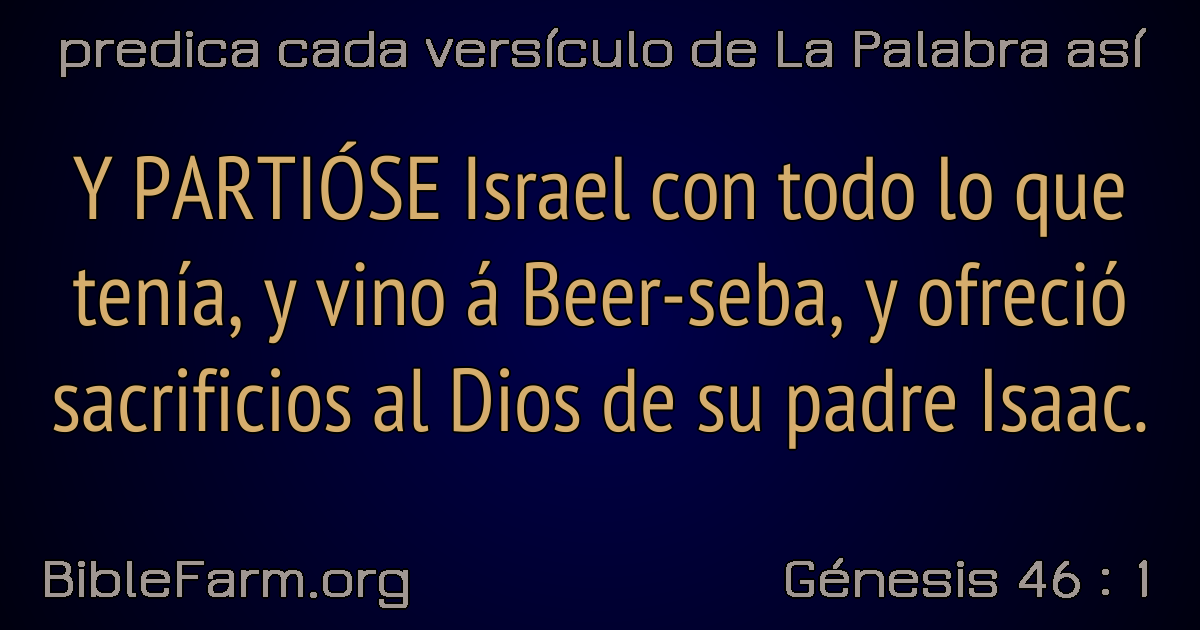 predica cada versículo de La Palabra así
Y PARTIÓSE Israel con todo lo que
tenía, y vino á Beer-seba, y ofreció
sacrificios al Dios de su padre Isaac.
BibleFarm.org
Génesis 46 : 1